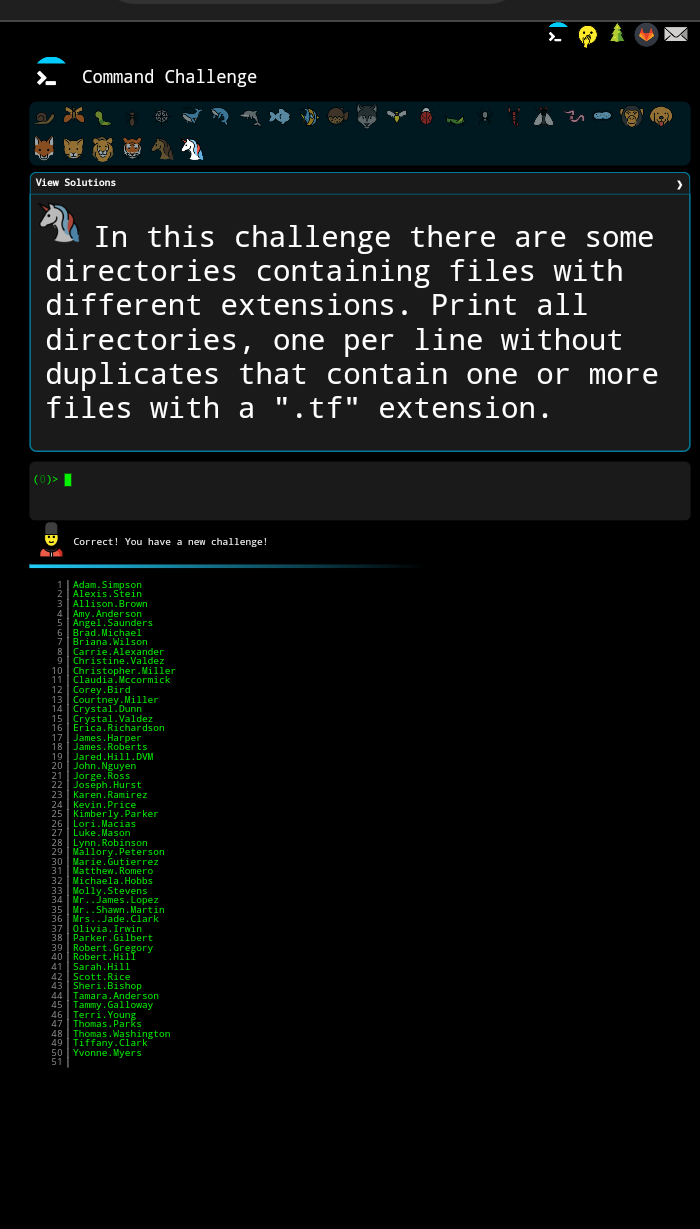 Command Challenge
View Solutions ❯
In this challenge there are some
directories containing files with
different extensions. Print all
directories, one per line without
duplicates that contain one or more
files with a ".tf" extension.
(0)>
Correct! You have a new challenge!
1 Adam.Simpson
2 Alexis.Stein
3 Allison.Brown
4 Amy.Anderson
5 Angel.Saunders
6 Brad.Michael
7 Briana.Wilson
8 Carrie.Alexander
9 Christine.Valdez
10 Christopher.Miller
11 Claudia.Mccormick
12 Corey.Bird
13 Courtney.Miller
14 Crystal.Dunn
15 Crystal.Valdez
16 Erica.Richardson
17 James.Harper
18 James.Roberts
19 Jared.Hill.DVM
20 John.Nguyen
21 Jorge.Ross
22 Joseph.Hurst
23 Karen.Ramirez
24 Kevin.Price
25 Kimberly.Parker
26 Lori.Macias
27 Luke.Mason
28 Lynn.Robinson
29 Mallory.Peterson
30 Marie.Gutierrez
31 Matthew.Romero
32 Michaela.Hobbs
33 Molly.Stevens
34 Mr..James.Lopez
35 Mr..Shawn.Martin
36 Mrs..Jade.Clark
37 Olivia.Irwin
38 Parker.Gilbert
39 Robert.Gregory
40 Robert.Hill
41 Sarah.Hill
42 Scott.Rice
43 Sheri.Bishop
44 Tamara.Anderson
45 Tammy.Galloway
46 Terri.Young
47 Thomas.Parks
48 Thomas.Washington
49 Tiffany.Clark
50 Yvonne.Myers
51